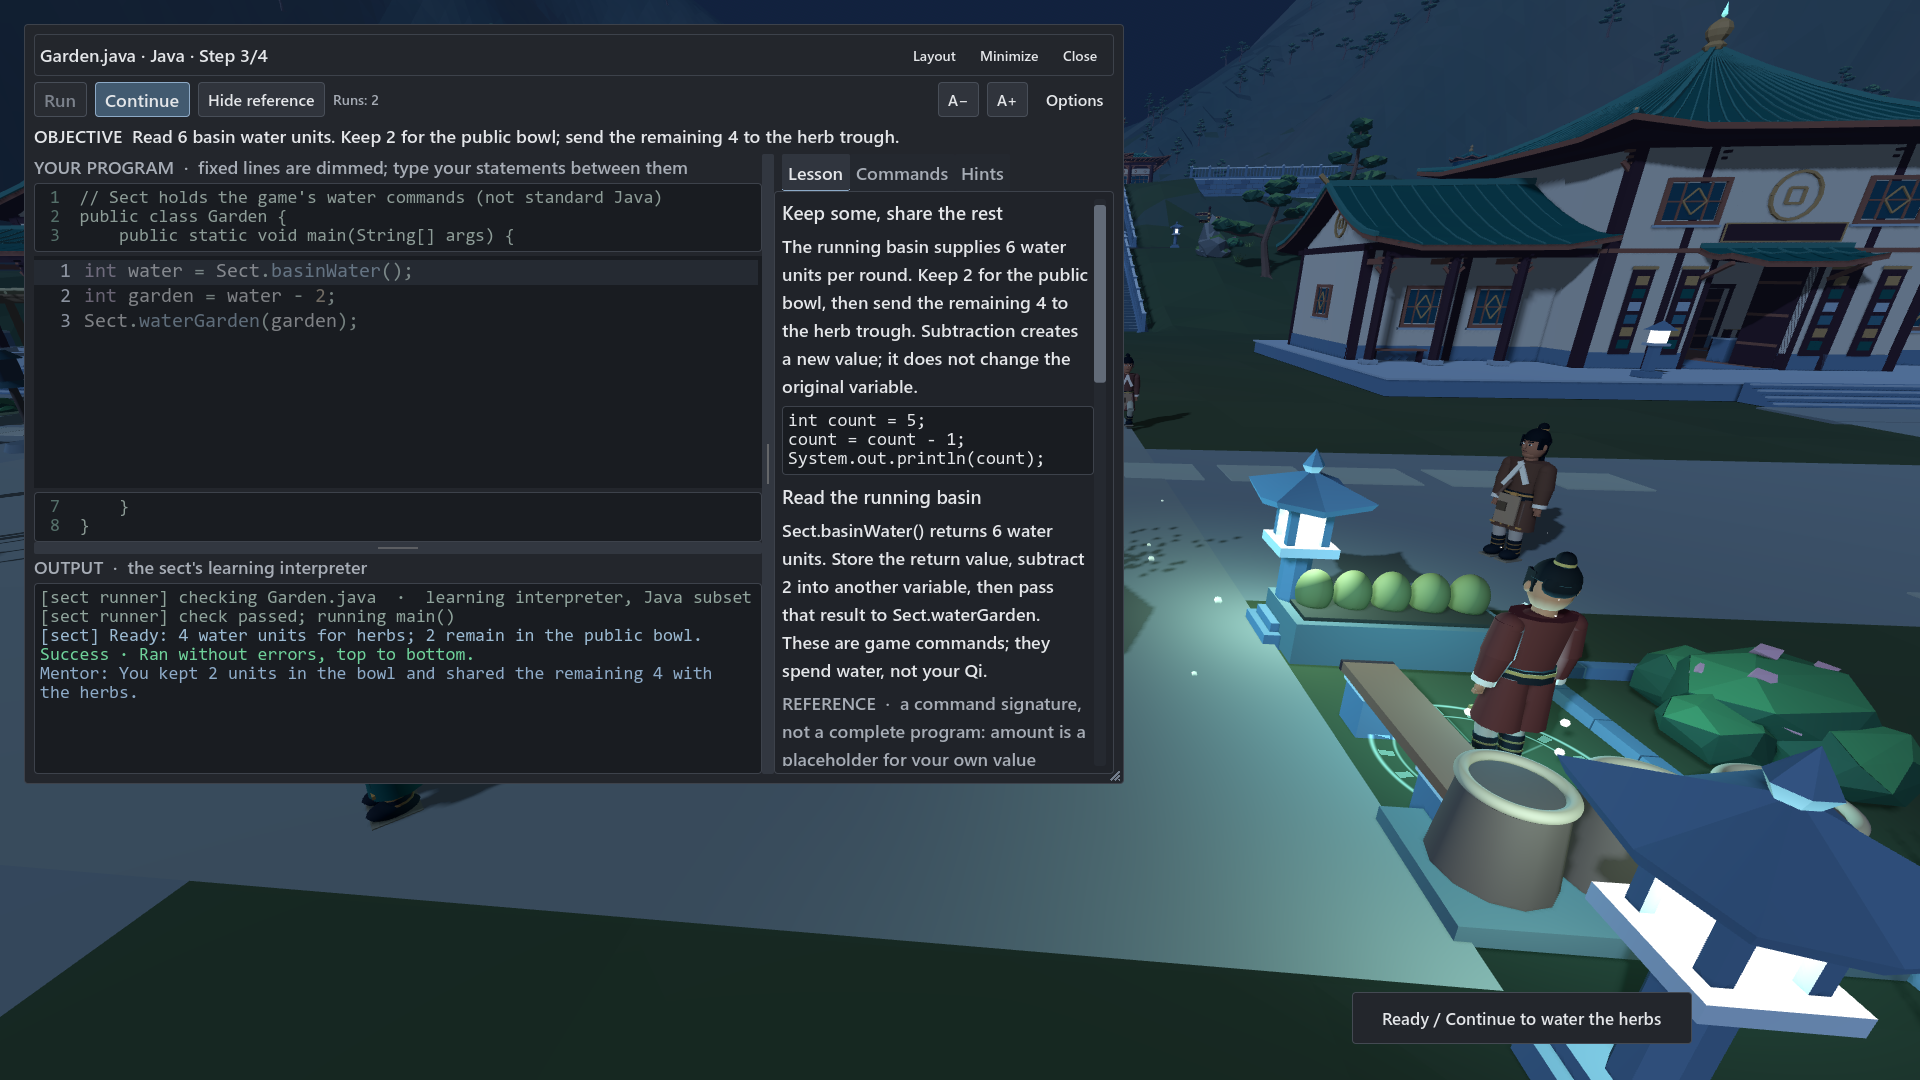 Garden.java · Java · Step 3/4
Layout Minimize Close
Run Continue Hide reference Runs: 2 A− A+ Options
OBJECTIVE Read 6 basin water units. Keep 2 for the public bowl; send the remaining 4 to the herb trough.
YOUR PROGRAM · fixed lines are dimmed; type your statements between them
1 // Sect holds the game's water commands (not standard Java)
2 public class Garden {
3 public static void main(String[] args) {
1 int water = Sect.basinWater();
2 int garden = water - 2;
3 Sect.waterGarden(garden);
7 }
8 }
OUTPUT · the sect's learning interpreter
[sect runner] checking Garden.java · learning interpreter, Java subset
[sect runner] check passed; running main()
[sect] Ready: 4 water units for herbs; 2 remain in the public bowl.
Success · Ran without errors, top to bottom.
Mentor: You kept 2 units in the bowl and shared the remaining 4 with
the herbs.
Lesson Commands Hints
Keep some, share the rest
The running basin supplies 6 water
units per round. Keep 2 for the public
bowl, then send the remaining 4 to
the herb trough. Subtraction creates
a new value; it does not change the
original variable.
int count = 5;
count = count - 1;
System.out.println(count);
Read the running basin
Sect.basinWater() returns 6 water
units. Store the return value, subtract
2 into another variable, then pass
that result to Sect.waterGarden.
These are game commands; they
spend water, not your Qi.
REFERENCE · a command signature,
not a complete program: amount is a
placeholder for your own value
Ready / Continue to water the herbs